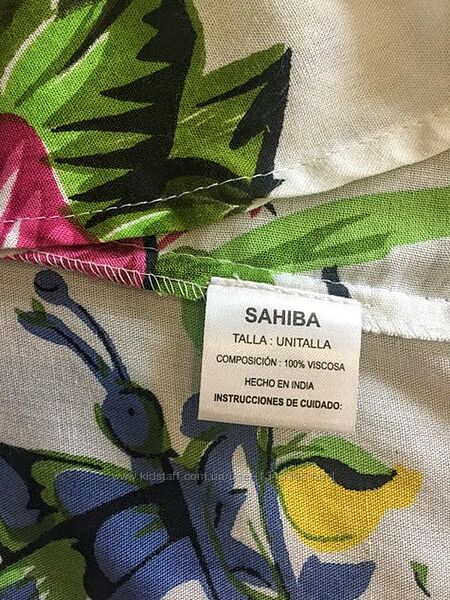 SAHIBA
TALLA : UNITALLA
COMPOSICIÓN : 100% VISCOSA
HECHO EN INDIA
INSTRUCCIONES DE CUIDADO: